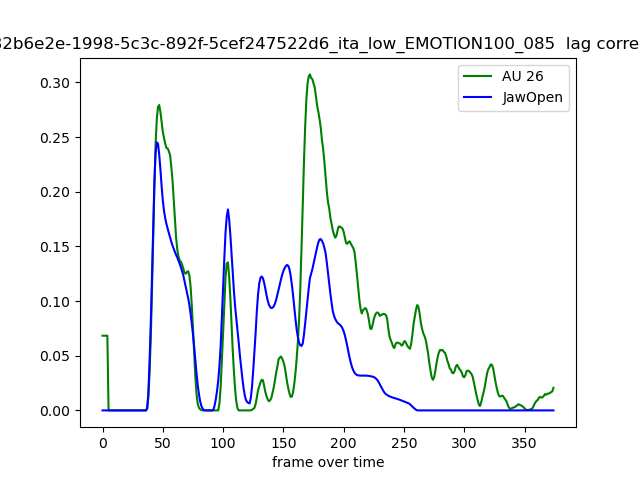 32b6e2e-1998-5c3c-892f-5cef247522d6_ita_low_EMOTION100_085  lag corre
AU 26
JawOpen
0.30
0.25
0.20
0.15
0.10
0.05
0.00
0 50 100 150 200 250 300 350
frame over time